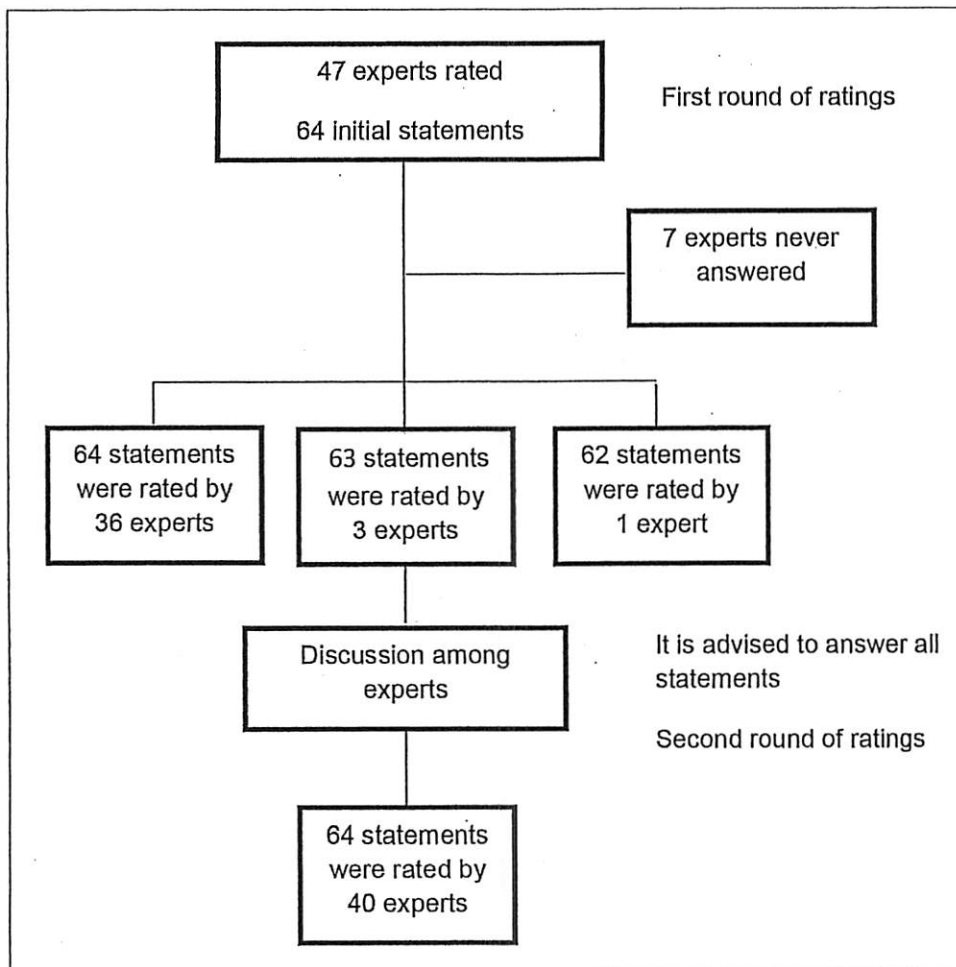 47 experts rated
64 initial statements
First round of ratings
7 experts never
answered
64 statements
were rated by
36 experts
63 statements
were rated by
3 experts
62 statements
were rated by
1 expert
Discussion among
experts
It is advised to answer all
statements
Second round of ratings
64 statements
were rated by
40 experts